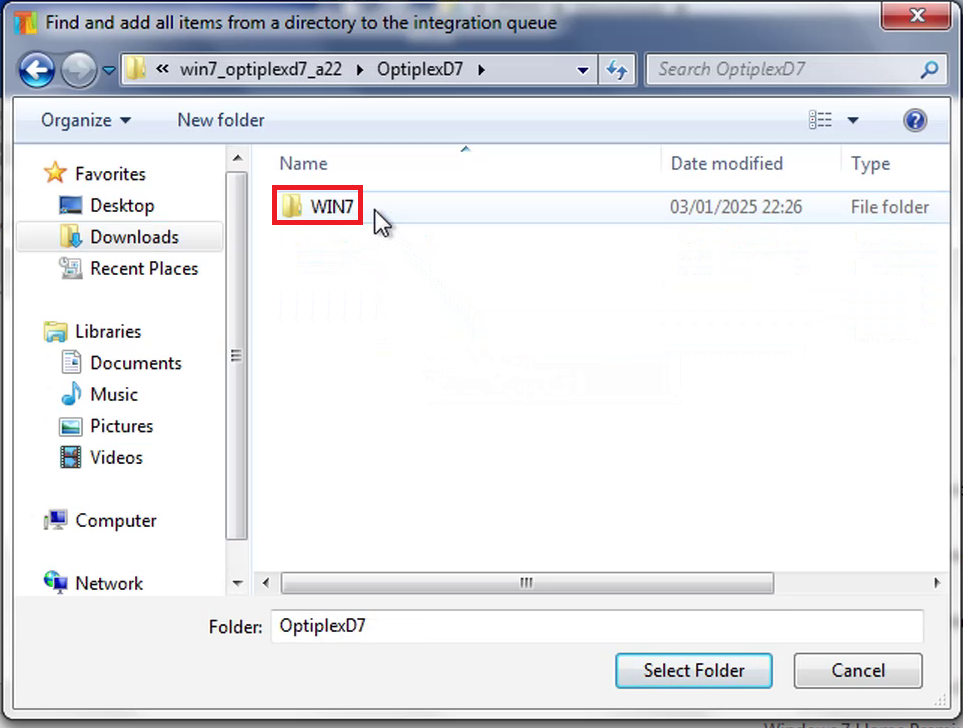 Find and add all items from a directory to the integration queue
« win7_optiplexd7_a22 OptiplexD7
Search OptiplexD7
Organize New folder
Name Date modified Type
WIN7 03/01/2025 22:26 File folder
Favorites
Desktop
Downloads
Recent Places
Libraries
Documents
Music
Pictures
Videos
Computer
Network
Folder: OptiplexD7
Select Folder Cancel